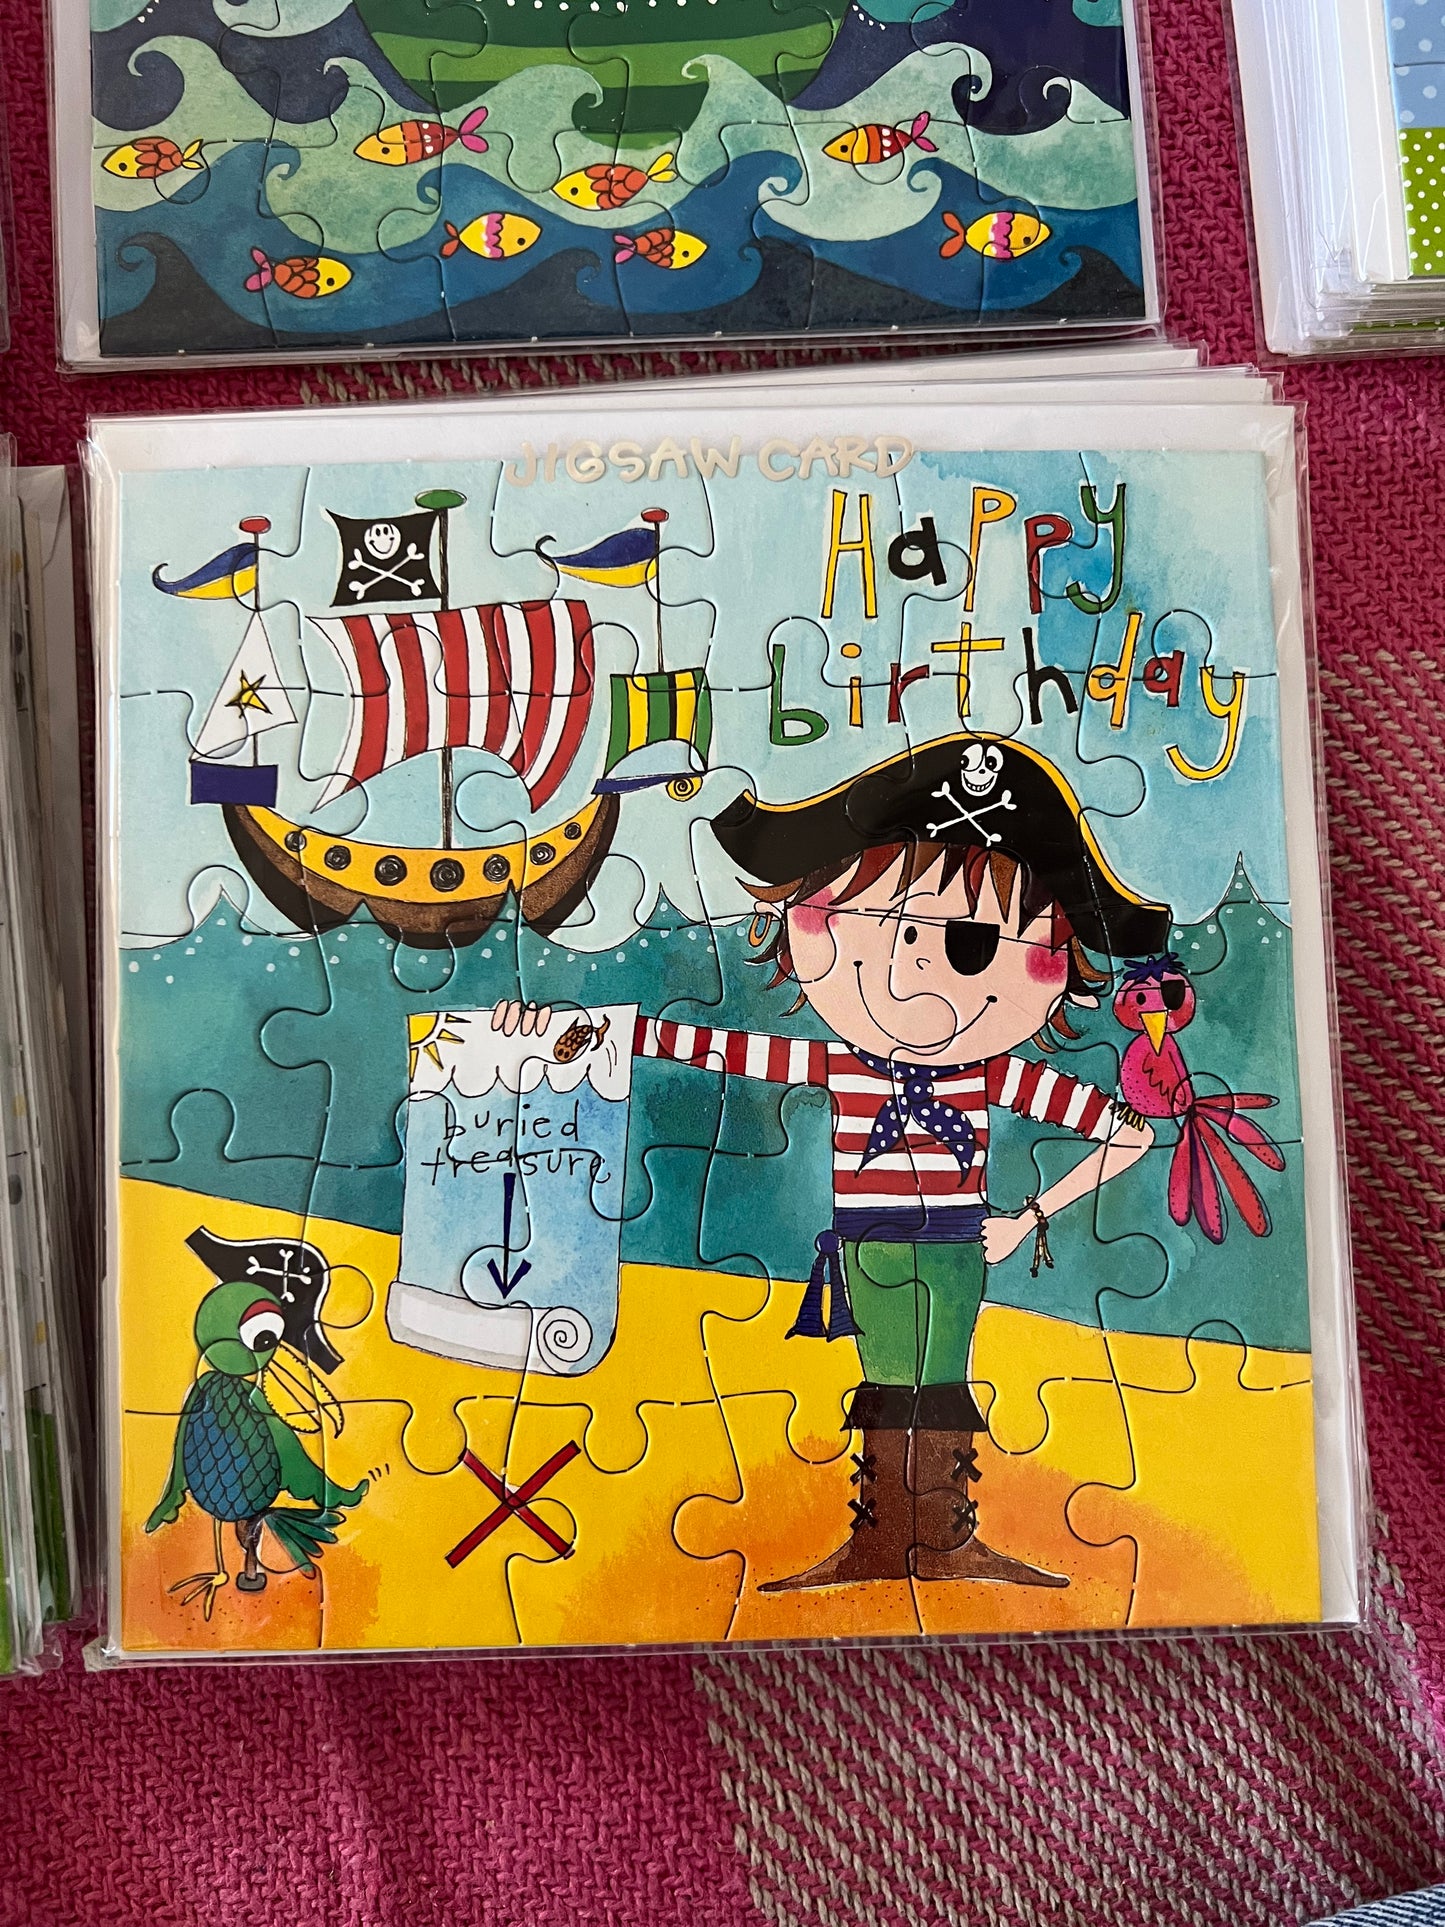 JIGSAW CARD
Happy
birthday
buried
treasure